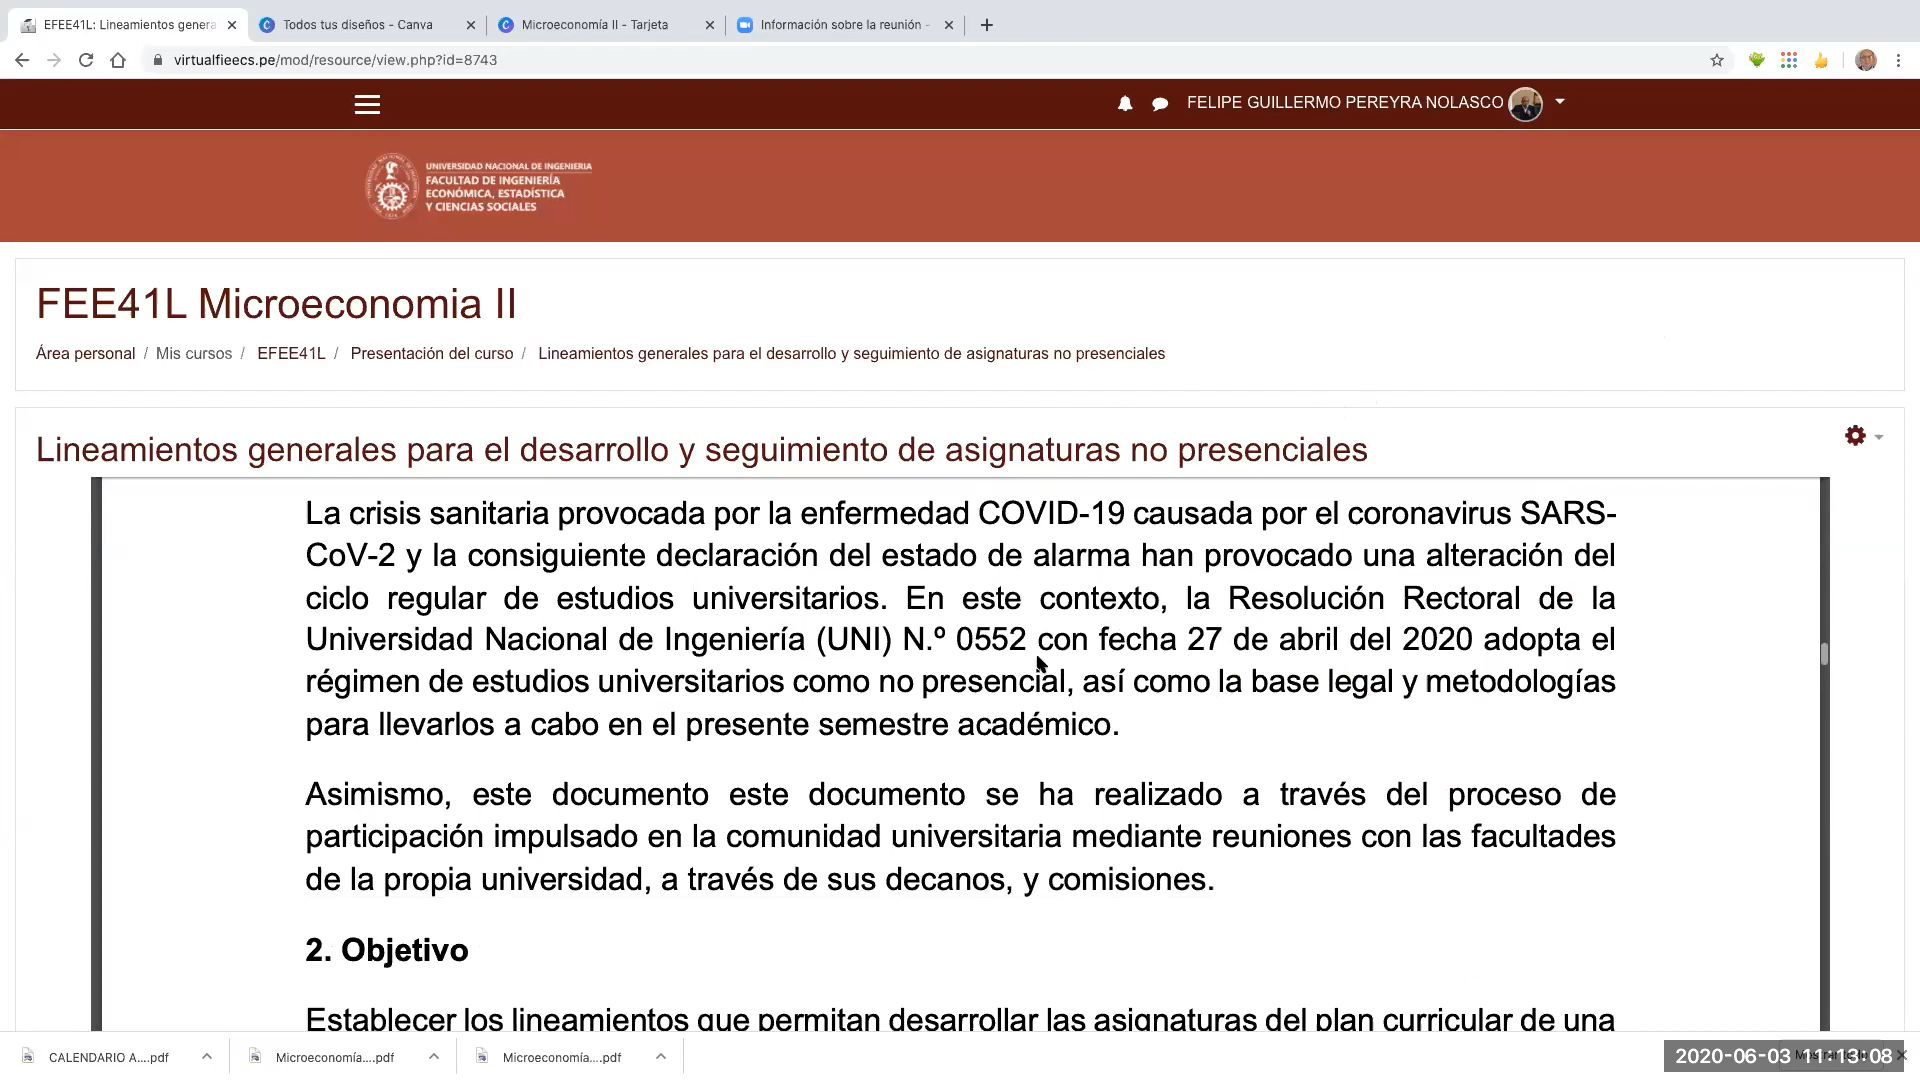 EFEE41L: Lineamientos genera
Todos tus diseños - Canva
Microeconomía II - Tarjeta
Información sobre la reunión -
virtualfieecs.pe/mod/resource/view.php?id=8743
FELIPE GUILLERMO PEREYRA NOLASCO
UNIVERSIDAD NACIONAL DE INGENIERIA
FACULTAD DE INGENIERÍA
ECONÓMICA, ESTADÍSTICA
Y CIENCIAS SOCIALES
FEE41L Microeconomia II
Área personal / Mis cursos / EFEE41L / Presentación del curso / Lineamientos generales para el desarrollo y seguimiento de asignaturas no presenciales
Lineamientos generales para el desarrollo y seguimiento de asignaturas no presenciales
La crisis sanitaria provocada por la enfermedad COVID-19 causada por el coronavirus SARS-
CoV-2 y la consiguiente declaración del estado de alarma han provocado una alteración del
ciclo regular de estudios universitarios. En este contexto, la Resolución Rectoral de la
Universidad Nacional de Ingeniería (UNI) N.º 0552 con fecha 27 de abril del 2020 adopta el
régimen de estudios universitarios como no presencial, así como la base legal y metodologías
para llevarlos a cabo en el presente semestre académico.
Asimismo, este documento este documento se ha realizado a través del proceso de
participación impulsado en la comunidad universitaria mediante reuniones con las facultades
de la propia universidad, a través de sus decanos, y comisiones.
2. Objetivo
Establecer los lineamientos que permitan desarrollar las asignaturas del plan curricular de una
CALENDARIO A....pdf
Microeconomía....pdf
Microeconomía....pdf
2020-06-03 11:13:08